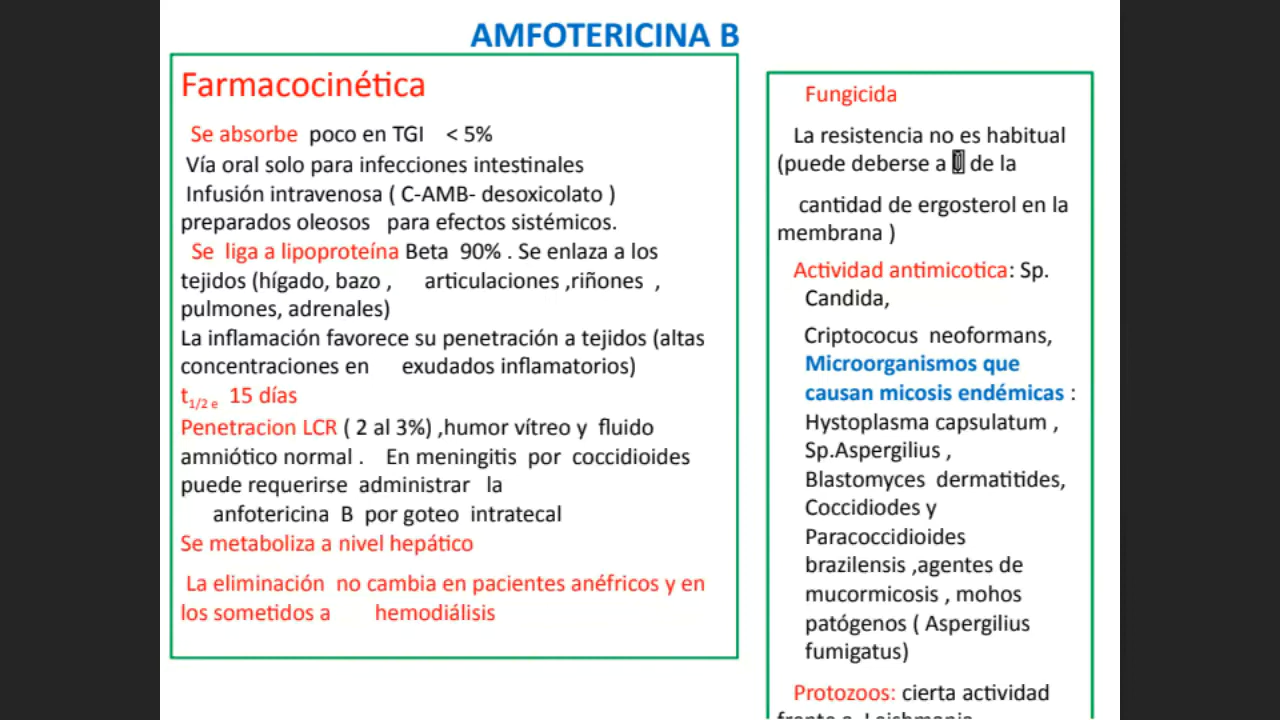 AMFOTERICINA B
Farmacocinética
Se absorbe poco en TGI < 5%
Vía oral solo para infecciones intestinales
Infusión intravenosa ( C-AMB- desoxicolato )
preparados oleosos para efectos sistémicos.
Se liga a lipoproteína Beta 90% . Se enlaza a los
tejidos (hígado, bazo , articulaciones ,riñones ,
pulmones, adrenales)
La inflamación favorece su penetración a tejidos (altas
concentraciones en exudados inflamatorios)
t1/2 e 15 días
Penetracion LCR ( 2 al 3%) ,humor vítreo y fluido
amniótico normal . En meningitis por coccidioides
puede requerirse administrar la
anfotericina B por goteo intratecal
Se metaboliza a nivel hepático
La eliminación no cambia en pacientes anéfricos y en
los sometidos a hemodiálisis
Fungicida
La resistencia no es habitual
(puede deberse a de la
cantidad de ergosterol en la
membrana )
Actividad antimicotica: Sp.
Candida,
Criptococus neoformans,
Microorganismos que
causan micosis endémicas :
Hystoplasma capsulatum ,
Sp.Aspergilius ,
Blastomyces dermatitides,
Coccidiodes y
Paracoccidioides
brazilensis ,agentes de
mucormicosis , mohos
patógenos ( Aspergilius
fumigatus)
Protozoos: cierta actividad
frente a Leishmania